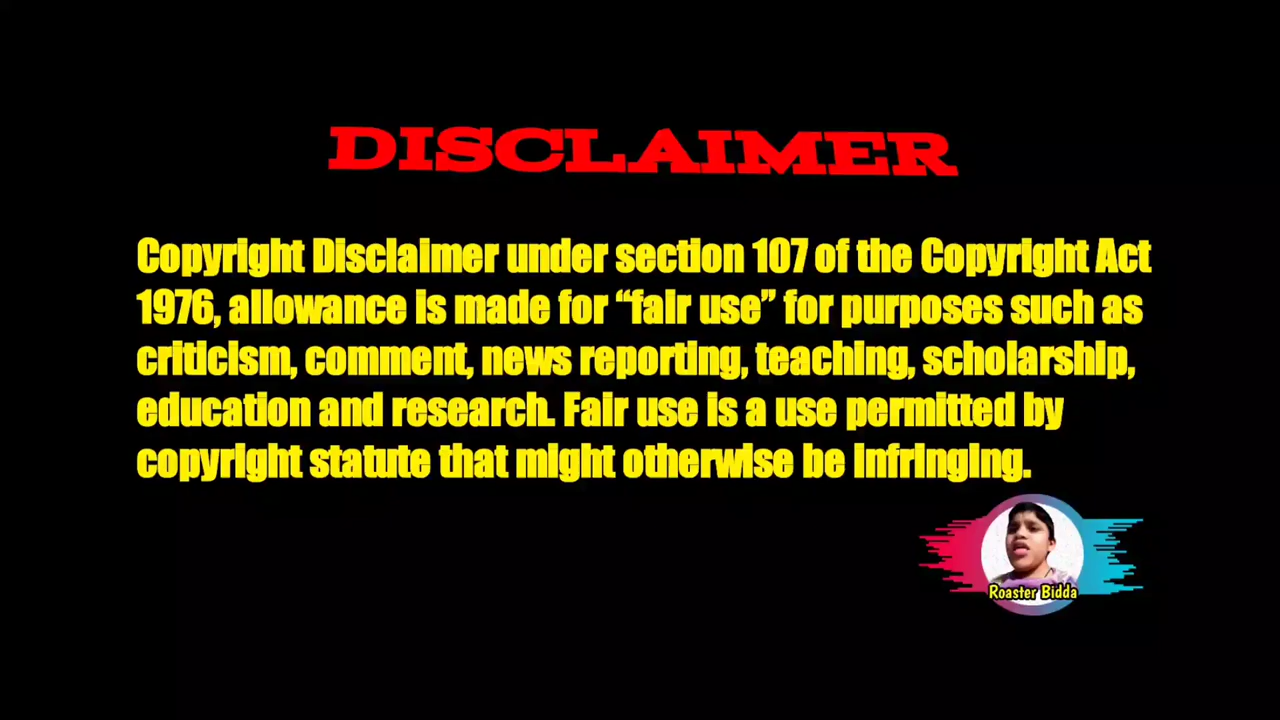 DISCLAIMER
Copyright Disclaimer under section 107 of the Copyright Act
1976, allowance is made for “fair use” for purposes such as
criticism, comment, news reporting, teaching, scholarship,
education and research. Fair use is a use permitted by
copyright statute that might otherwise be infringing.
Roaster Bidda